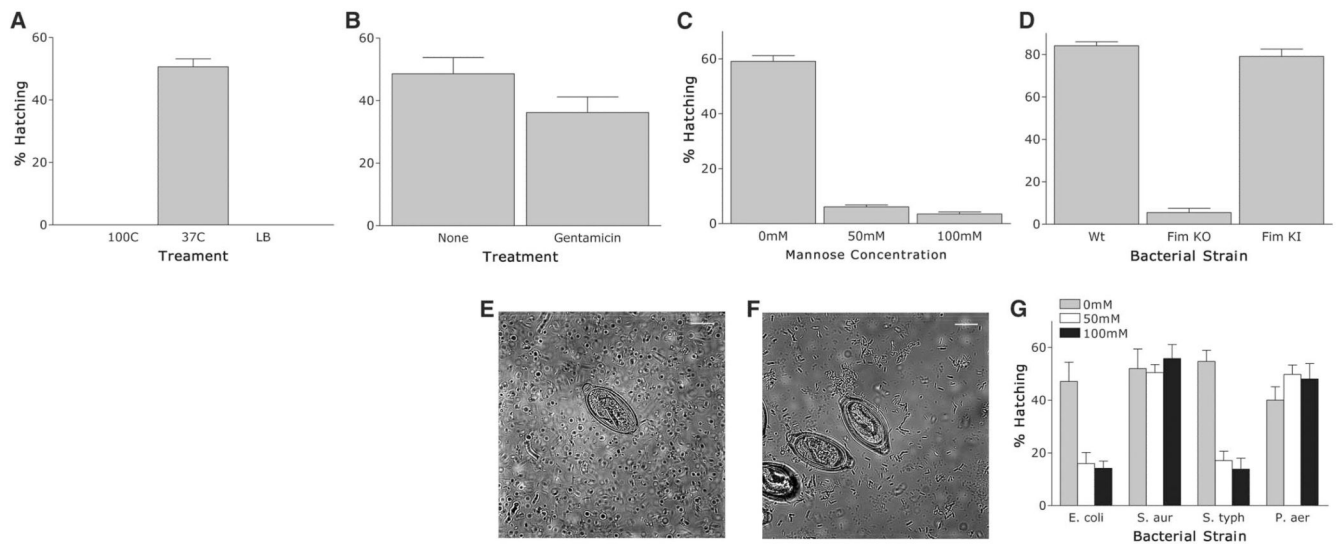 A
60
40
20
0
% Hatching
100C 37C LB
Treament
B
60
40
20
0
None Gentamicin
Treatment
C
60
40
20
0
% Hatching
0mM 50mM 100mM
Mannose Concentration
D
80
60
40
20
0
Wt Fim KO Fim KI
Bacterial Strain
E
F
G
0mM
50mM
100mM
60
40
20
0
% Hatching
E. coli S. aur S. typh P. aer
Bacterial Strain